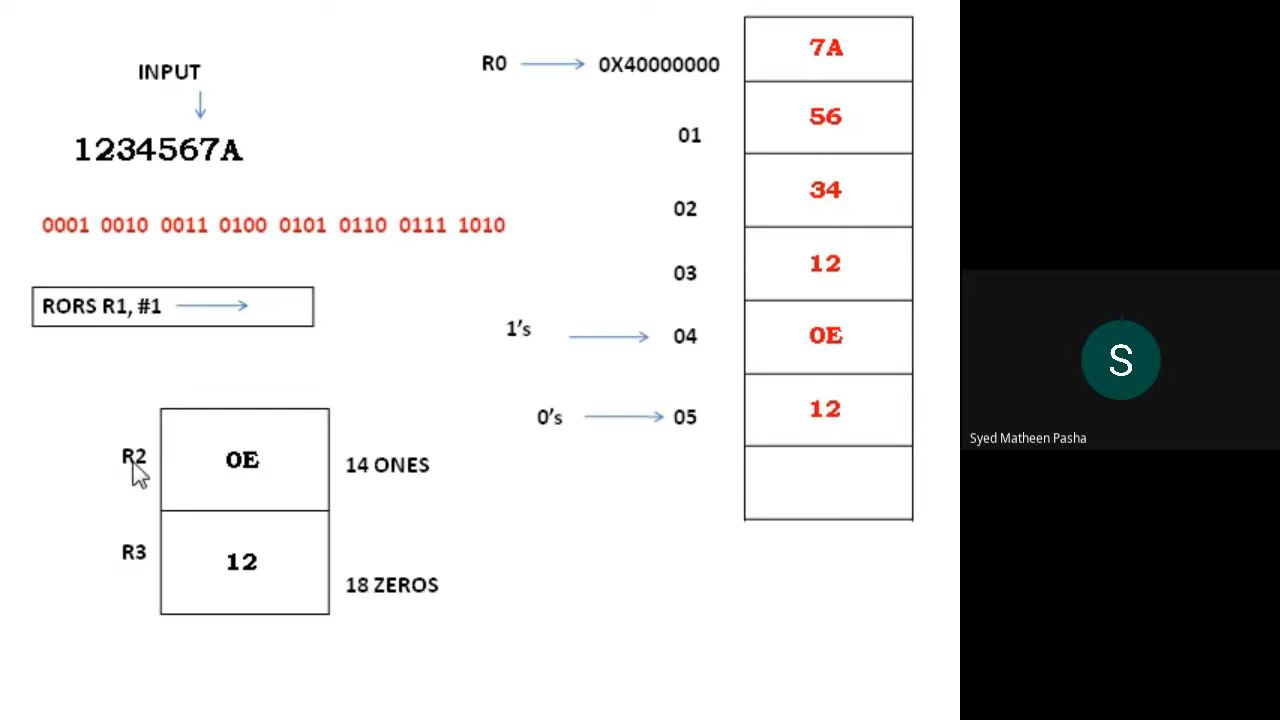 INPUT
1234567A
0001 0010 0011 0100 0101 0110 0111 1010
RORS R1, #1
R2
0E
14 ONES
R3
12
18 ZEROS
R0
0X40000000
7A
01
56
02
34
03
12
1's
04
0E
0's
05
12
S
Syed Matheen Pasha